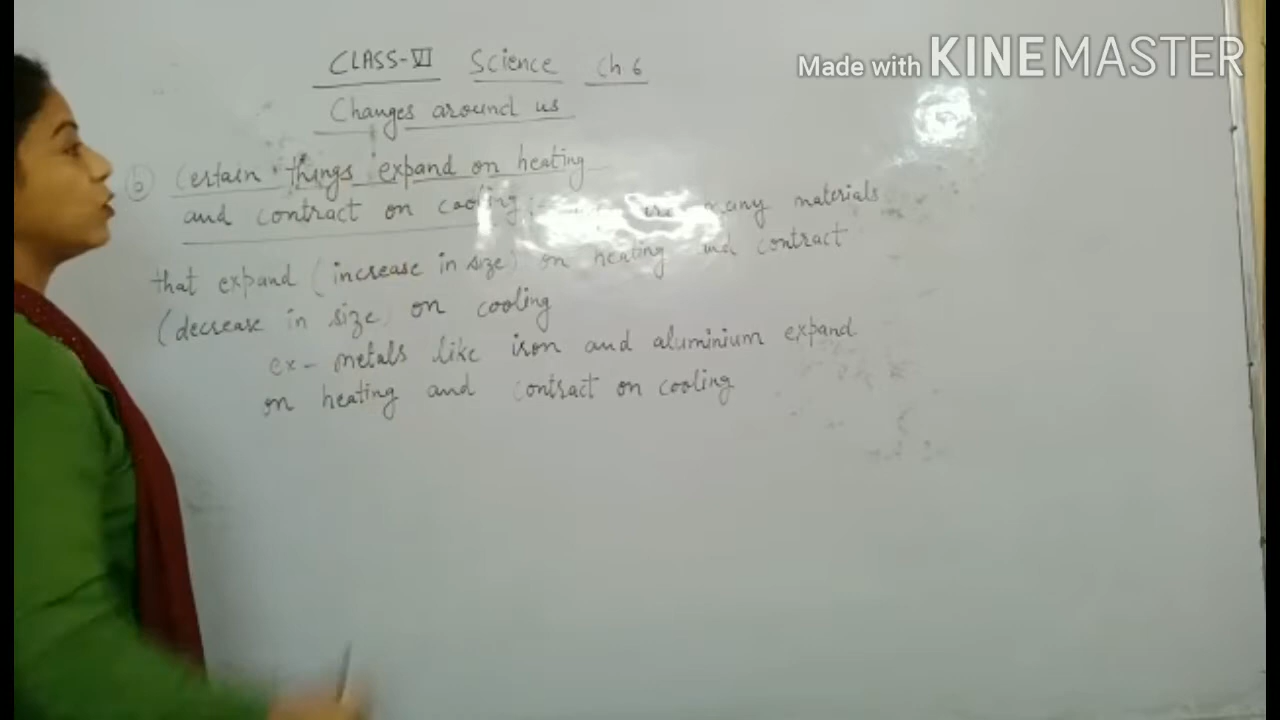 CLASS-VI Science Ch.6
Made with KINEMASTER
Changes around us
(b) Certain things expand on heating
and contract on cooling:- are many materials
that expand (increase in size) on heating and contract
(decrease in size) on cooling
ex- metals like iron and aluminium expand
on heating and contract on cooling